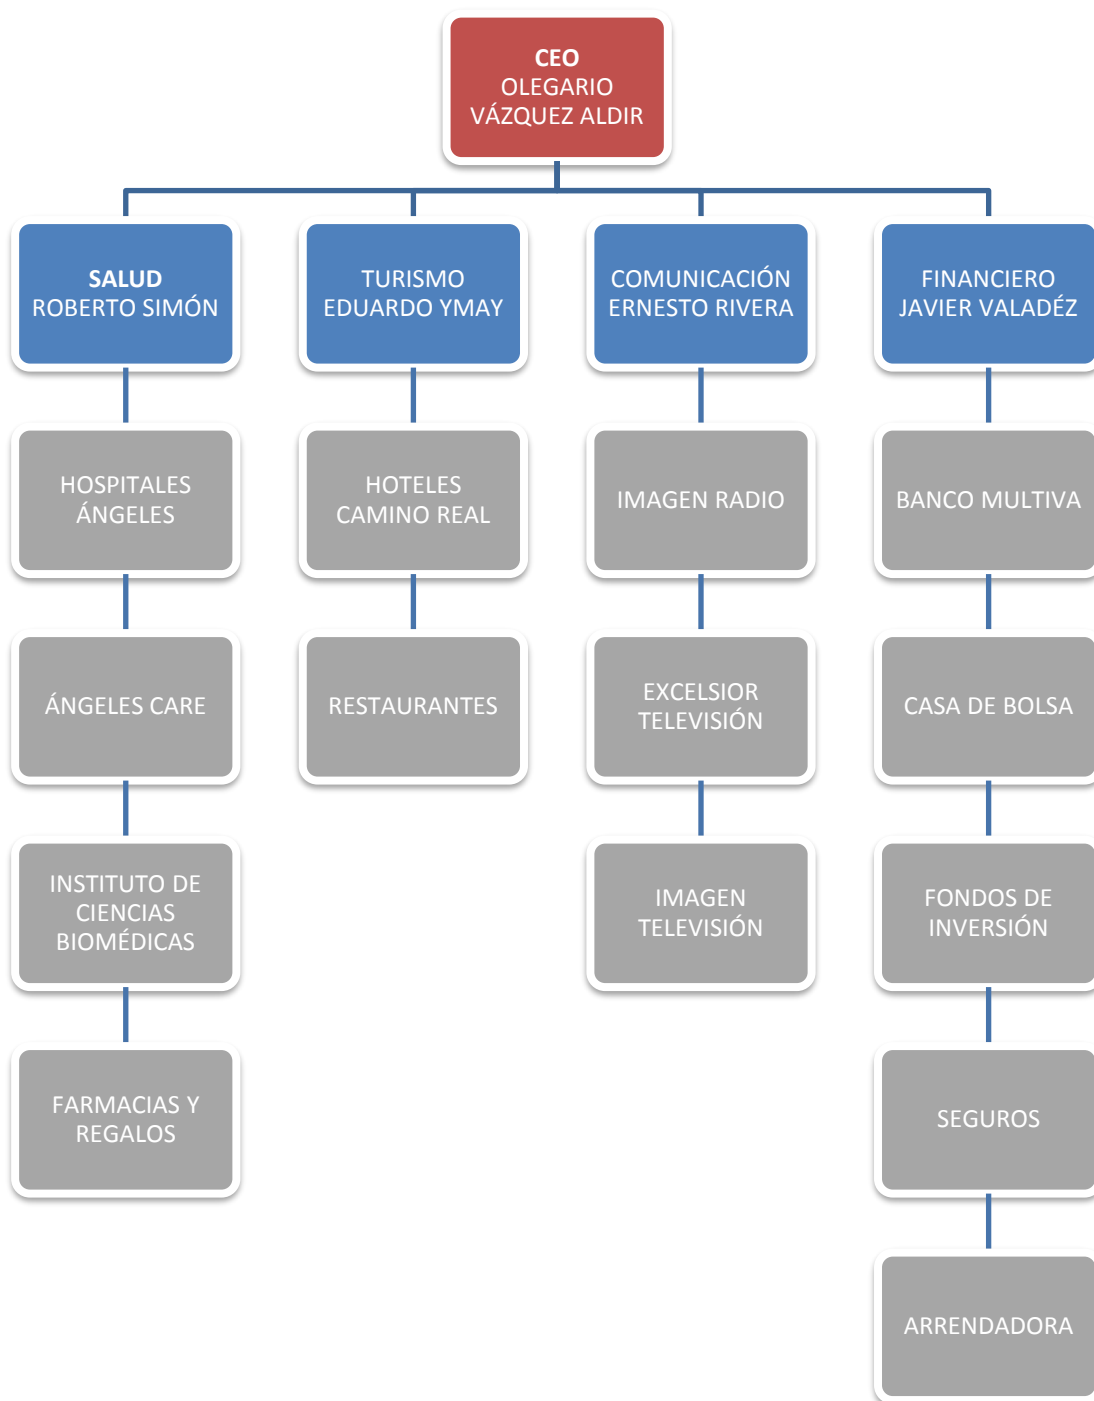 CEO
OLEGARIO
VÁZQUEZ ALDIR
SALUD
ROBERTO SIMÓN
TURISMO
EDUARDO YMAY
COMUNICACIÓN
ERNESTO RIVERA
FINANCIERO
JAVIER VALADÉZ
HOSPITALES
ÁNGELES
HOTELES
CAMINO REAL
IMAGEN RADIO
BANCO MULTIVA
ÁNGELES CARE
RESTAURANTES
EXCELSIOR
TELEVISIÓN
CASA DE BOLSA
INSTITUTO DE
CIENCIAS
BIOMÉDICAS
IMAGEN
TELEVISIÓN
FONDOS DE
INVERSIÓN
FARMACIAS Y
REGALOS
SEGUROS
ARRENDADORA